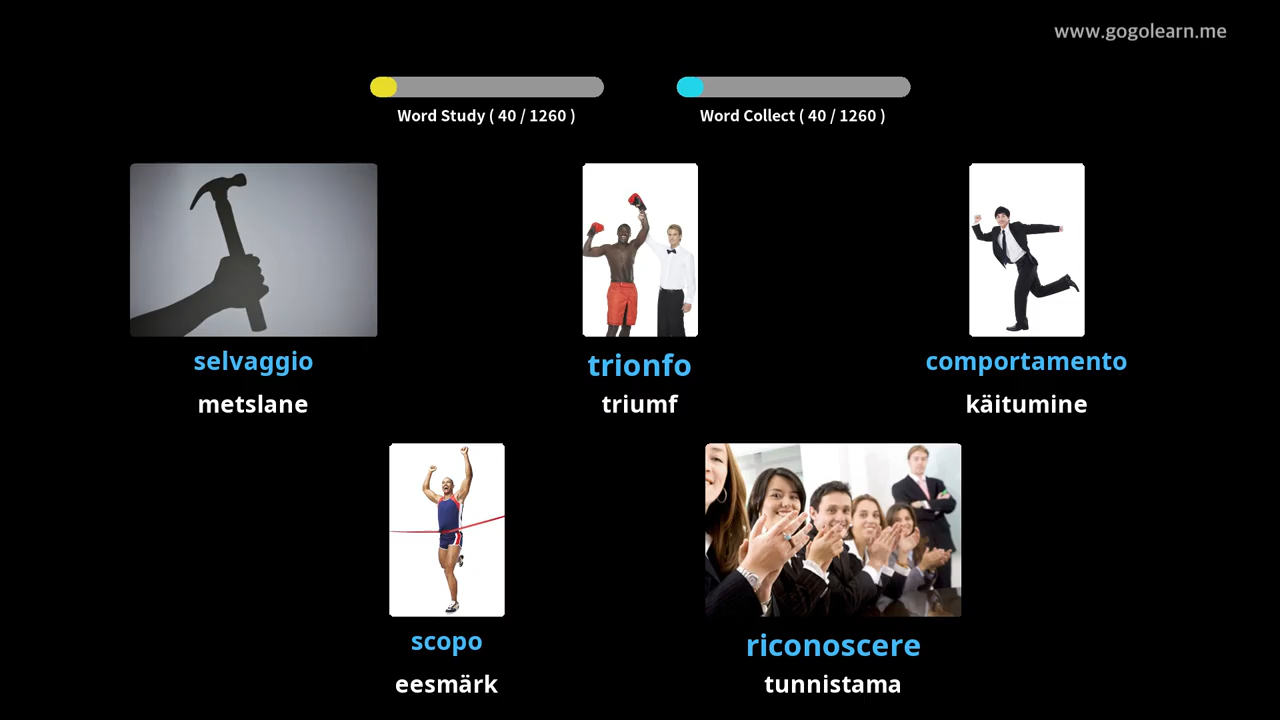 www.gogolearn.me
Word Study ( 40 / 1260 )
Word Collect ( 40 / 1260 )
selvaggio
metslane
trionfo
triumf
comportamento
käitumine
scopo
eesmärk
riconoscere
tunnistama